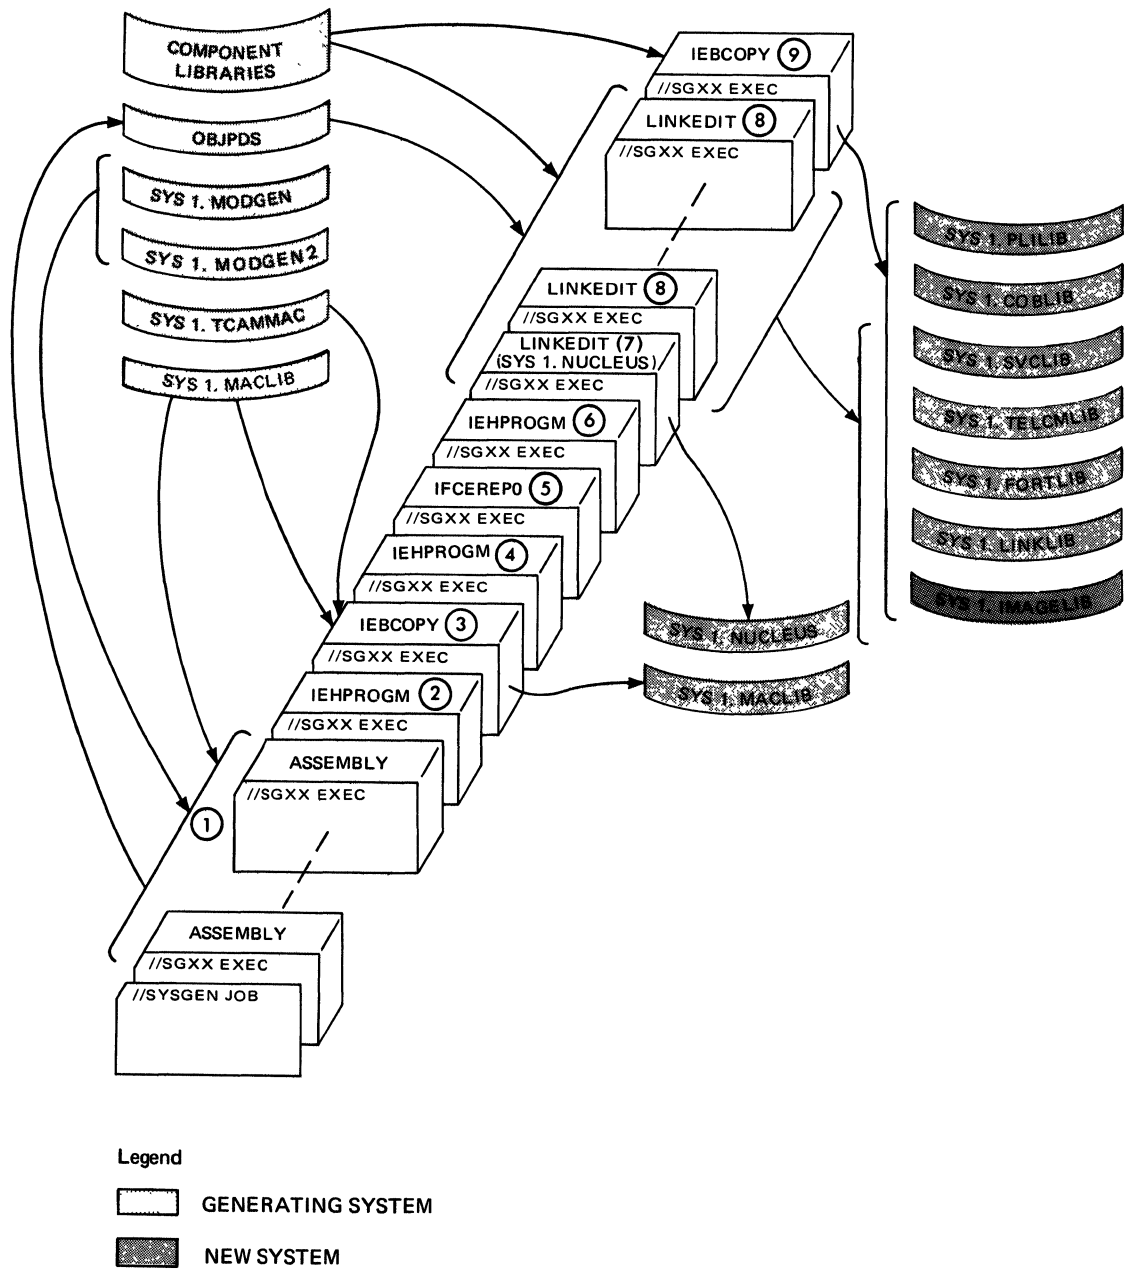 COMPONENT
LIBRARIES
OBJPDS
SYS 1. MODGEN
SYS 1. MODGEN2
SYS 1. TCAMMAC
SYS 1. MACLIB
IEBCOPY 9
//SGXX EXEC
LINKEDIT 8
//SGXX EXEC
LINKEDIT 8
//SGXX EXEC
LINKEDIT (7)
(SYS 1. NUCLEUS)
//SGXX EXEC
IEHPROGM 6
//SGXX EXEC
IFCEREP0 5
//SGXX EXEC
IEHPROGM 4
//SGXX EXEC
IEBCOPY 3
//SGXX EXEC
IEHPROGM 2
//SGXX EXEC
ASSEMBLY
//SGXX EXEC
1
ASSEMBLY
//SGXX EXEC
//SYSGEN JOB
SYS 1. PLILIB
SYS 1. COBLIB
SYS 1. SVCLIB
SYS 1. TELCMLIB
SYS 1. FORTLIB
SYS 1. LINKLIB
SYS 1. IMAGELIB
SYS 1. NUCLEUS
SYS 1. MACLIB
Legend
GENERATING SYSTEM
NEW SYSTEM